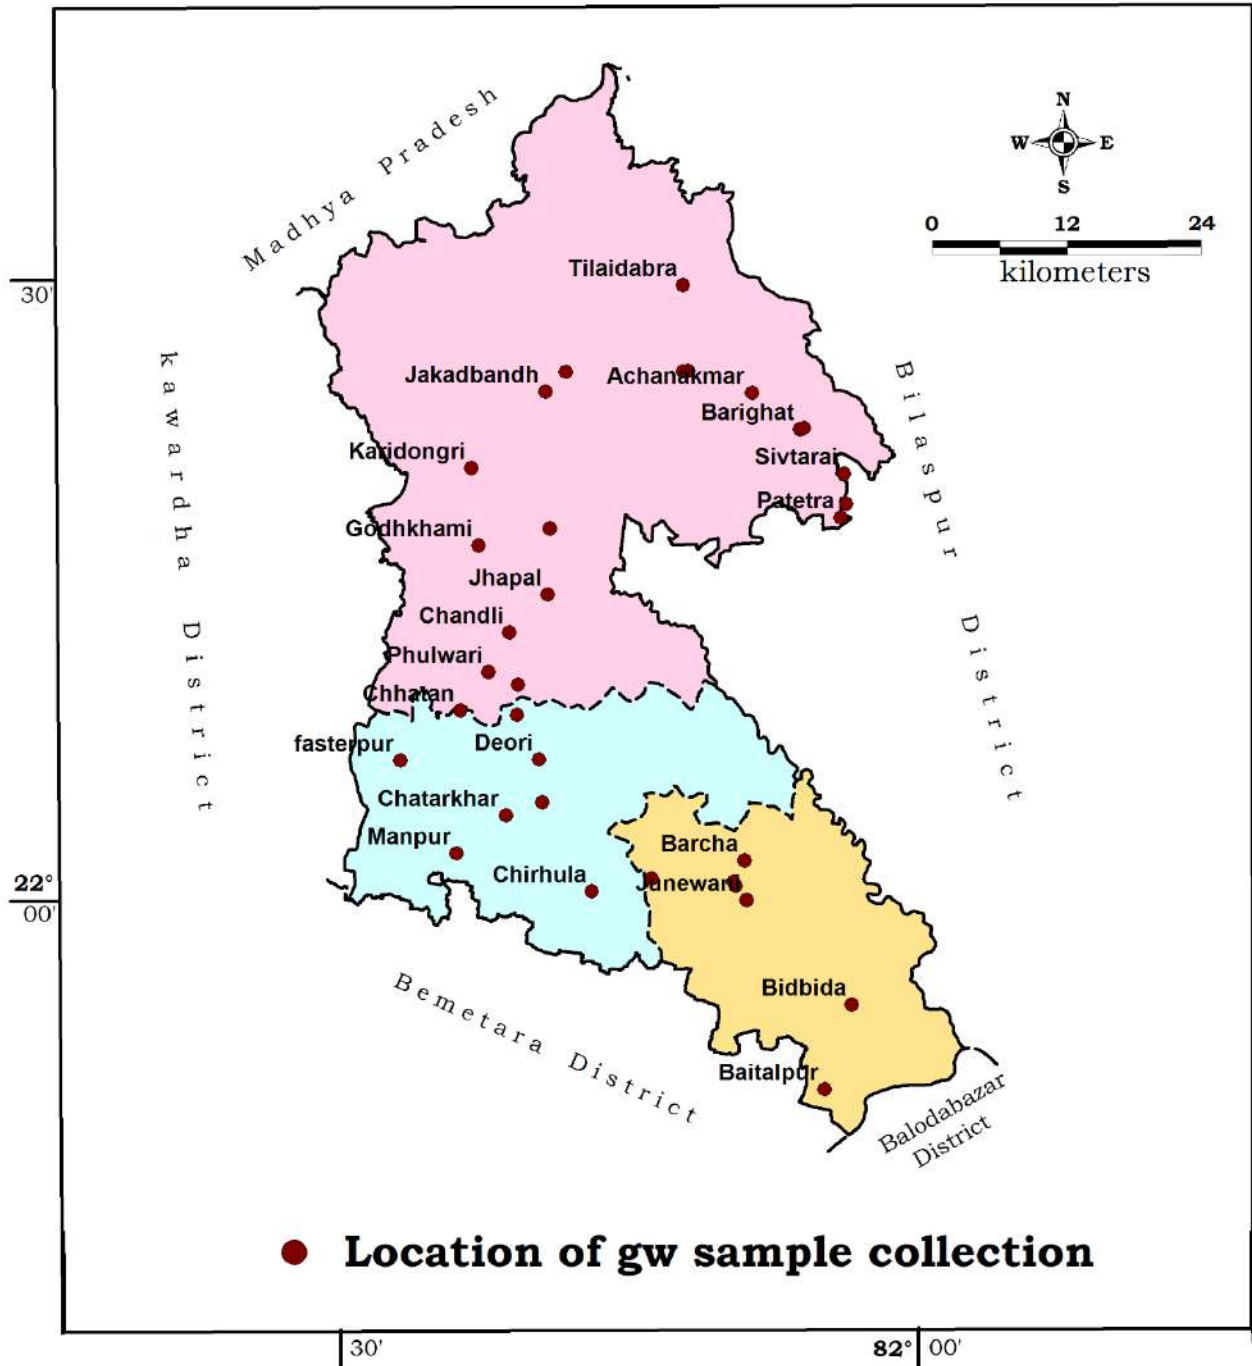 N
W E
S
0 12 24
kilometers
Madhya Pradesh
30'
kawardha District
Bilaspur District
Tilaidabra
Jakadbandh
Achanakmar
Barighat
Karidongri
Sivtarai
Patetra
Godhkhami
Jhapal
Chandli
Phulwari
Chhatan
fasterpur
Deori
Chatarkhar
Manpur
Barcha
Chirhula
Junewani
22°
00'
Bidbida
Bemetara District
Baitalpur
Balodabazar
District
Location of gw sample collection
30'
82° 00'